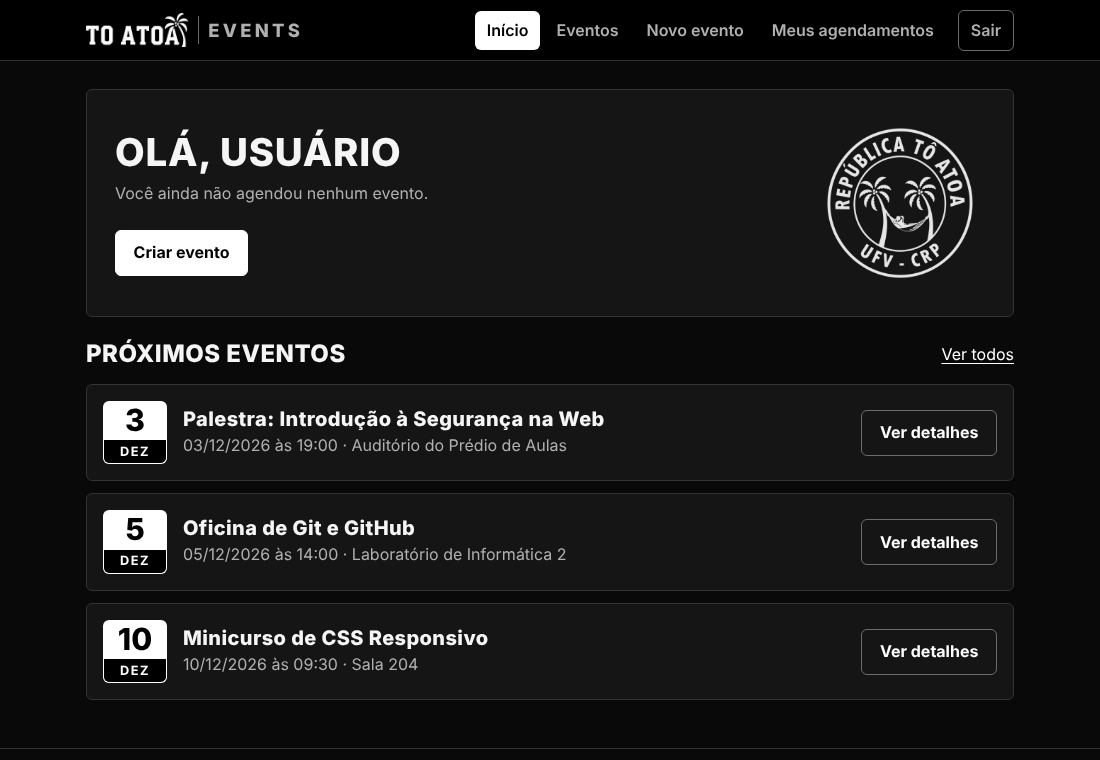 TO ATOA EVENTS
Início Eventos Novo evento Meus agendamentos Sair
OLÁ, USUÁRIO
Você ainda não agendou nenhum evento.
Criar evento
REPÚBLICA TÔ ATOA
UFV - CRP
PRÓXIMOS EVENTOS
Ver todos
3
DEZ
Palestra: Introdução à Segurança na Web
03/12/2026 às 19:00 · Auditório do Prédio de Aulas
Ver detalhes
5
DEZ
Oficina de Git e GitHub
05/12/2026 às 14:00 · Laboratório de Informática 2
Ver detalhes
10
DEZ
Minicurso de CSS Responsivo
10/12/2026 às 09:30 · Sala 204
Ver detalhes